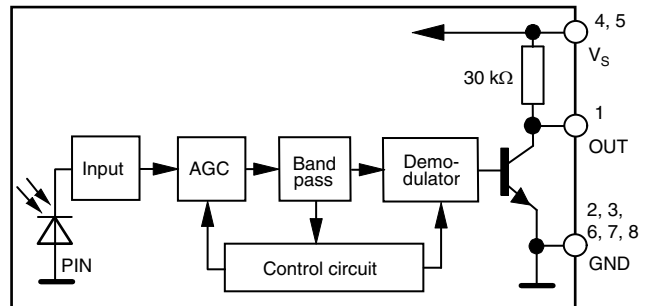 4, 5
V_S
30 kΩ
1
OUT
Input
AGC
Band
pass
Demo-
dulator
2, 3,
6, 7, 8
GND
PIN
Control circuit